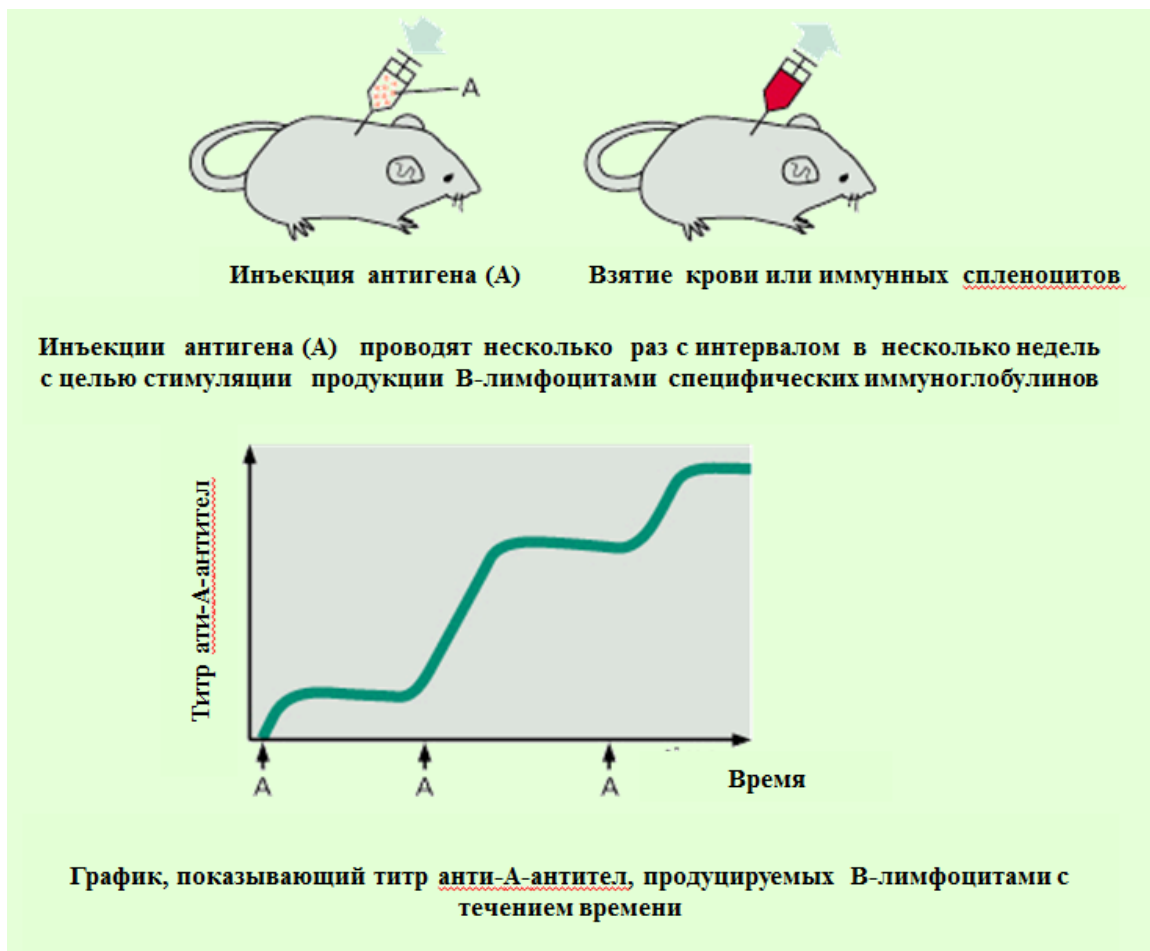 А
Инъекция антигена (А)
Взятие крови или иммунных спленоцитов
Инъекции антигена (А) проводят несколько раз с интервалом в несколько недель
с целью стимуляции продукции В-лимфоцитами специфических иммуноглобулинов
Титр ати-А-антител
А
А
А
Время
График, показывающий титр анти-А-антител, продуцируемых В-лимфоцитами с
течением времени